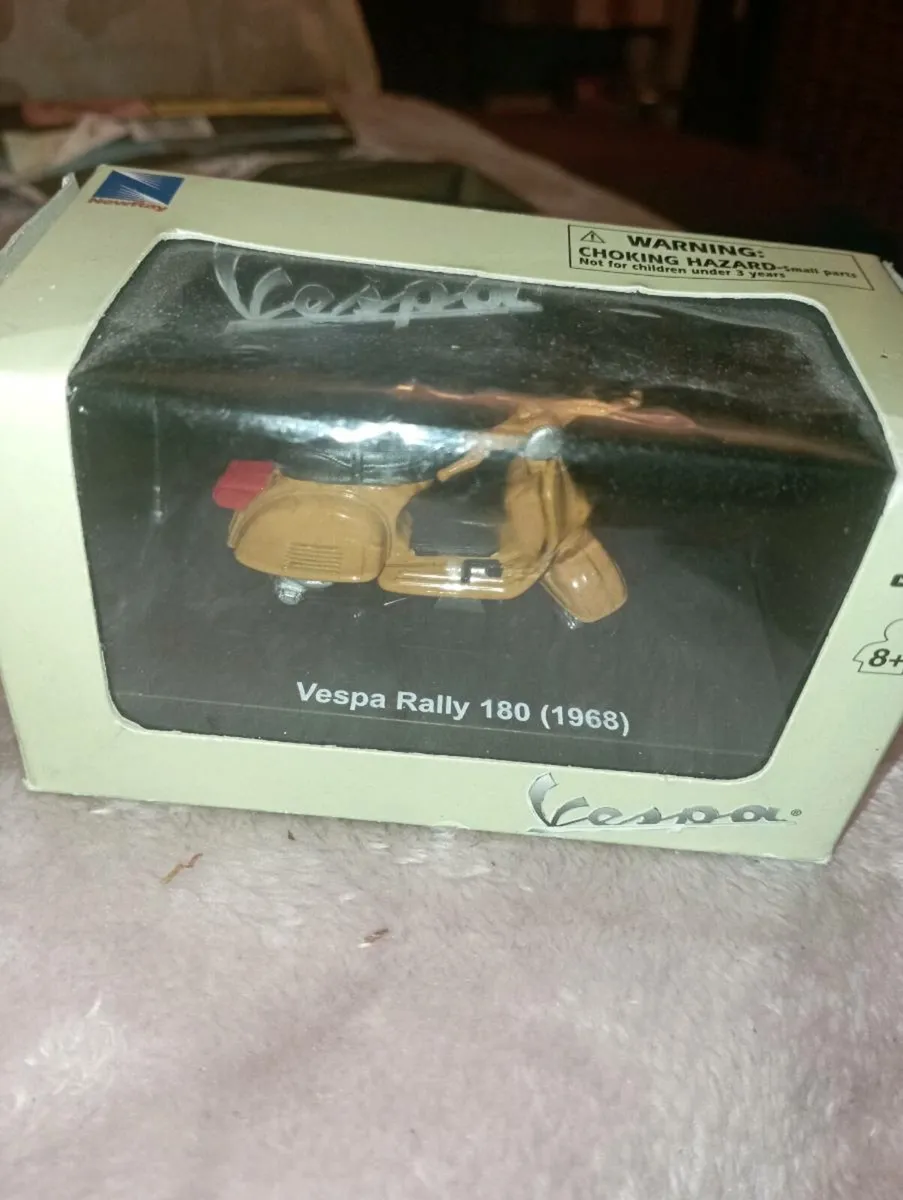 NewRay
WARNING:
CHOKING HAZARD-small parts
Not for children under 3 years
Vespa
8+
Vespa Rally 180 (1968)
Vespa®